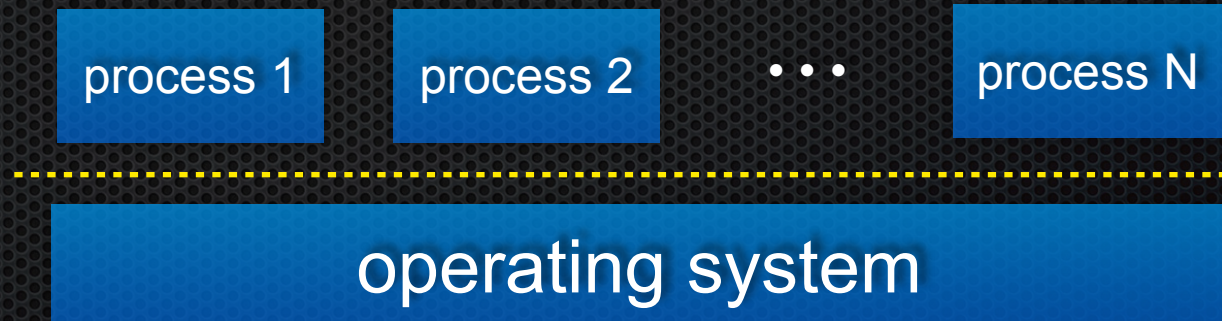 process 1
process 2
• • •
process N
operating system